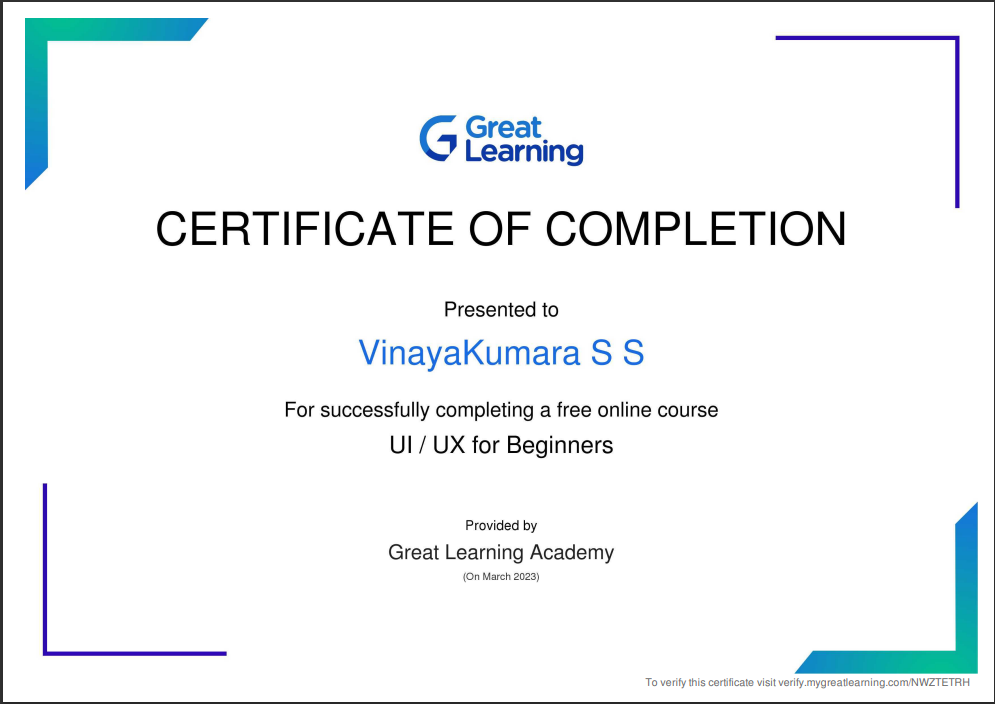 Great
Learning
CERTIFICATE OF COMPLETION
Presented to
VinayaKumara S S
For successfully completing a free online course
UI / UX for Beginners
Provided by
Great Learning Academy
(On March 2023)
To verify this certificate visit verify.mygreatlearning.com/NWZTETRH